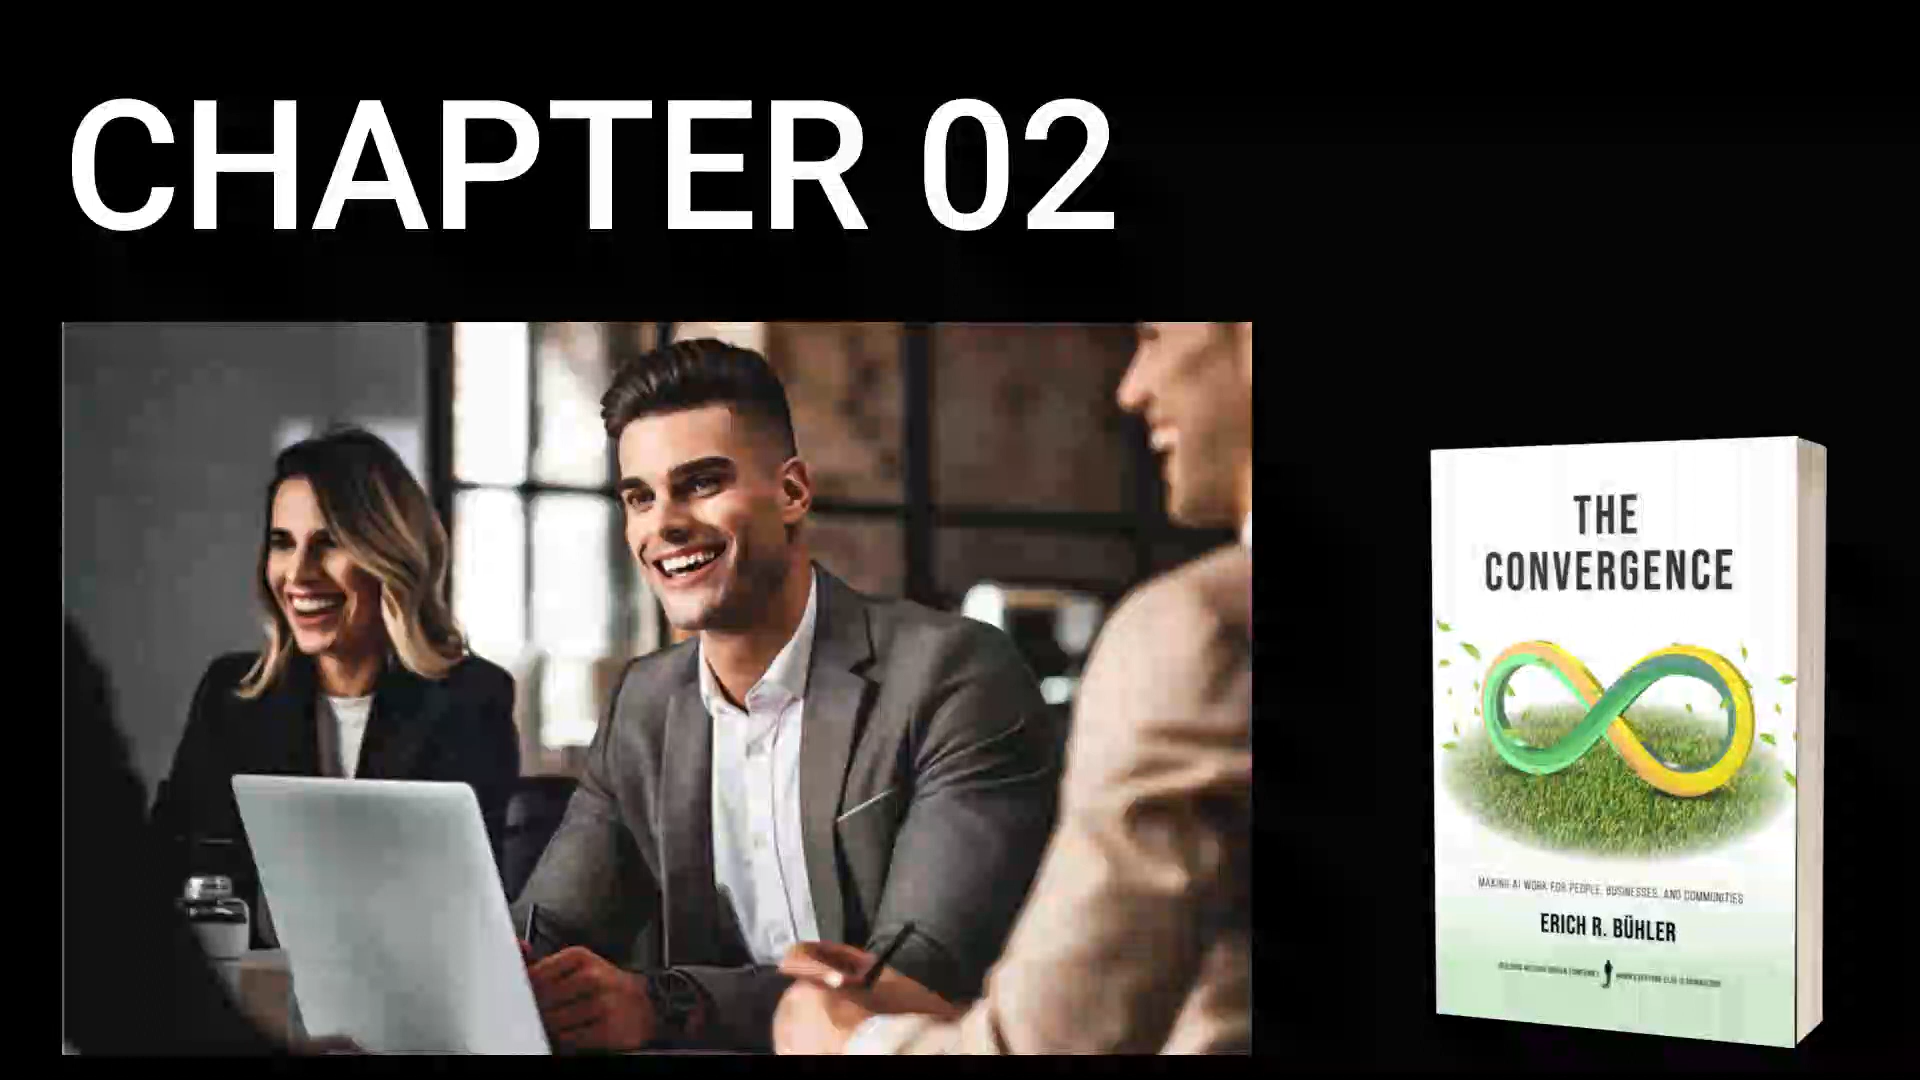 CHAPTER 02
THE
CONVERGENCE
MAKING AI WORK FOR PEOPLE, BUSINESSES, AND COMMUNITIES
ERICH R. BÜHLER